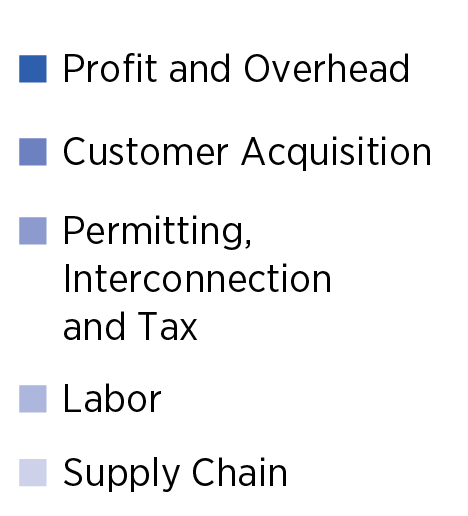 Profit and Overhead
Customer Acquisition
Permitting,
Interconnection
and Tax
Labor
Supply Chain